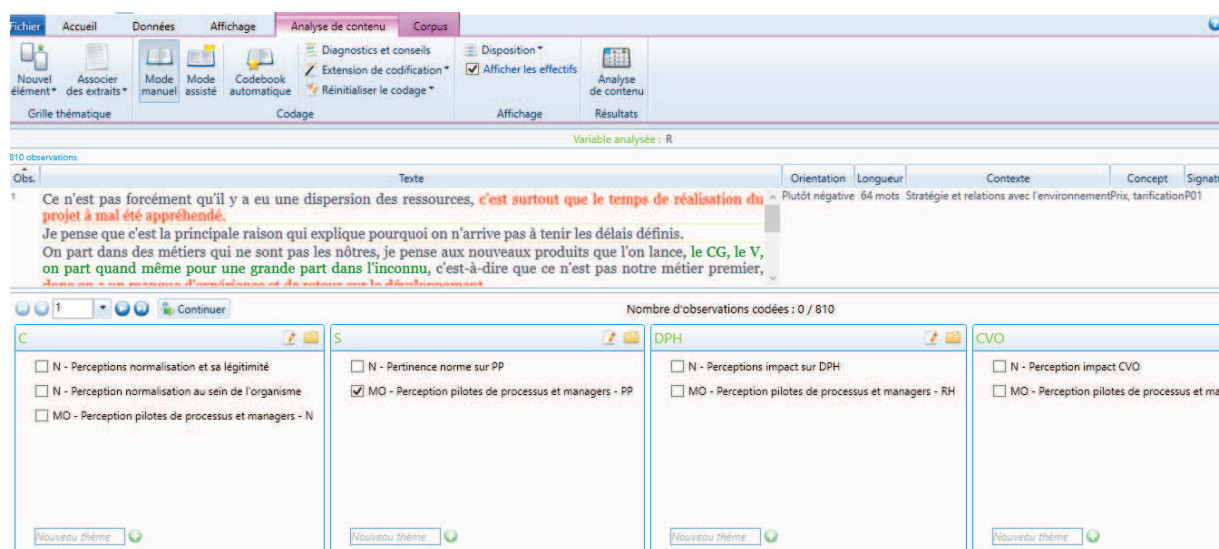 Fichier Accueil Données Affichage Analyse de contenu Corpus
Nouvel élément Associer des extraits Mode manuel Mode assisté Codebook automatique
Diagnostics et conseils
Extension de codification
Réinitialiser le codage
Disposition
Afficher les effectifs
Analyse de contenu
Grille thématique Codage Affichage Résultats
Variable analysée : R
810 observations
Obs. Texte Orientation Longueur Contexte Concept
1 Ce n'est pas forcément qu'il y a eu une dispersion des ressources, c'est surtout que le temps de réalisation du Plutôt négative 64 mots Stratégie et relations avec l'environnement Prix, tarification P01
projet à mal été appréhendé.
Je pense que c'est la principale raison qui explique pourquoi on n'arrive pas à tenir les délais définis.
On part dans des métiers qui ne sont pas les nôtres, je pense aux nouveaux produits que l'on lance, le CG, le V,
on part quand même pour une grande part dans l'inconnu, c'est-à-dire que ce n'est pas notre métier premier,
donc on a un manque d'expérience et de retour sur le
1 Continuer Nombre d'observations codées : 0 / 810
C S DPH CVO
N - Perceptions normalisation et sa légitimité N - Pertinence norme sur PP N - Perceptions impact sur DPH N - Perception impact CVO
N - Perception normalisation au sein de l'organisme MO - Perception pilotes de processus et managers - PP MO - Perception pilotes de processus et managers - RH MO - Perception pilotes de processus et
MO - Perception pilotes de processus et managers - N
Nouveau thème Nouveau thème Nouveau thème Nouveau thème